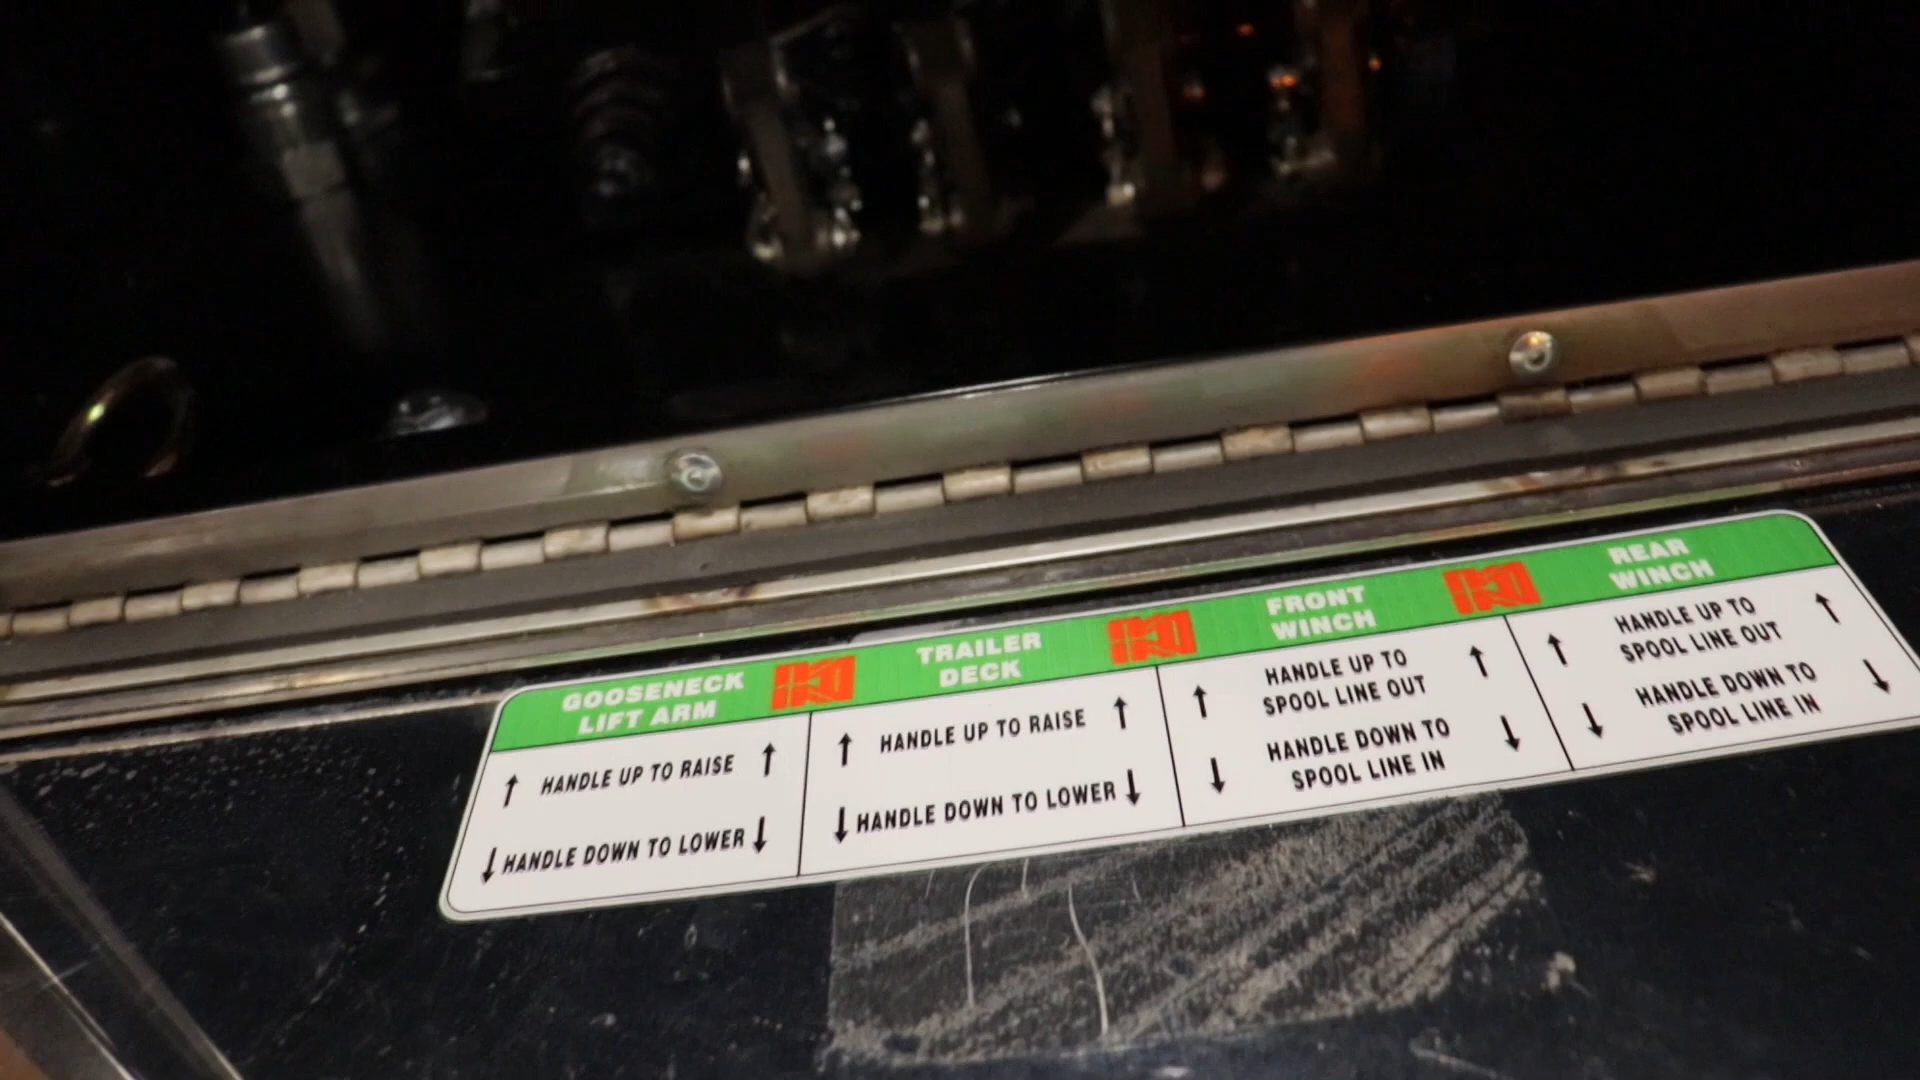 GOOSENECK
LIFT ARM
HANDLE UP TO RAISE
HANDLE DOWN TO LOWER
TRAILER
DECK
HANDLE UP TO RAISE
HANDLE DOWN TO LOWER
FRONT
WINCH
HANDLE UP TO
SPOOL LINE OUT
HANDLE DOWN TO
SPOOL LINE IN
REAR
WINCH
HANDLE UP TO
SPOOL LINE OUT
HANDLE DOWN TO
SPOOL LINE IN